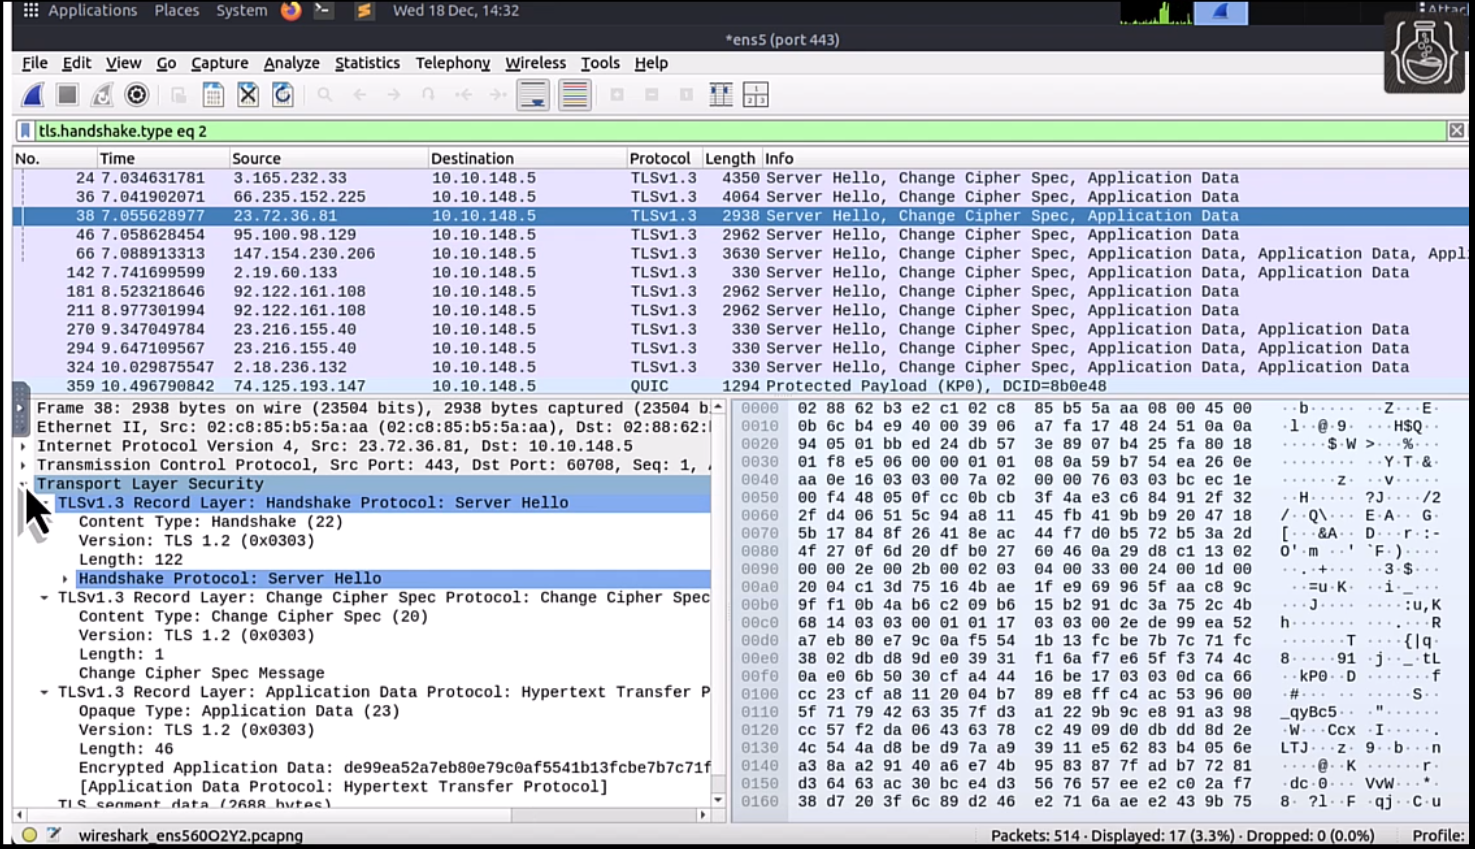 Applications Places System Wed 18 Dec, 14:32 Attac
*ens5 (port 443)
File Edit View Go Capture Analyze Statistics Telephony Wireless Tools Help
tls.handshake.type eq 2
No. Time Source Destination Protocol Length Info
24 7.034631781 3.165.232.33 10.10.148.5 TLSv1.3 4350 Server Hello, Change Cipher Spec, Application Data
36 7.041902071 66.235.152.225 10.10.148.5 TLSv1.3 4064 Server Hello, Change Cipher Spec, Application Data
38 7.055628977 23.72.36.81 10.10.148.5 TLSv1.3 2938 Server Hello, Change Cipher Spec, Application Data
46 7.058628454 95.100.98.129 10.10.148.5 TLSv1.3 2962 Server Hello, Change Cipher Spec, Application Data
66 7.088913313 147.154.230.206 10.10.148.5 TLSv1.3 3630 Server Hello, Change Cipher Spec, Application Data, Application Data, Appl
142 7.741699599 2.19.60.133 10.10.148.5 TLSv1.3 330 Server Hello, Change Cipher Spec, Application Data, Application Data
181 8.523218646 92.122.161.108 10.10.148.5 TLSv1.3 2962 Server Hello, Change Cipher Spec, Application Data
211 8.977301994 92.122.161.108 10.10.148.5 TLSv1.3 2962 Server Hello, Change Cipher Spec, Application Data
270 9.347049784 23.216.155.40 10.10.148.5 TLSv1.3 330 Server Hello, Change Cipher Spec, Application Data, Application Data
294 9.647109567 23.216.155.40 10.10.148.5 TLSv1.3 330 Server Hello, Change Cipher Spec, Application Data, Application Data
324 10.029875547 2.18.236.132 10.10.148.5 TLSv1.3 330 Server Hello, Change Cipher Spec, Application Data, Application Data
359 10.496790842 74.125.193.147 10.10.148.5 QUIC 1294 Protected Payload (KP0), DCID=8b0e48
Frame 38: 2938 bytes on wire (23504 bits), 2938 bytes captured (23504 b
Ethernet II, Src: 02:c8:85:b5:5a:aa (02:c8:85:b5:5a:aa), Dst: 02:88:62:
Internet Protocol Version 4, Src: 23.72.36.81, Dst: 10.10.148.5
Transmission Control Protocol, Src Port: 443, Dst Port: 60708, Seq: 1,
Transport Layer Security
TLSv1.3 Record Layer: Handshake Protocol: Server Hello
Content Type: Handshake (22)
Version: TLS 1.2 (0x0303)
Length: 122
Handshake Protocol: Server Hello
TLSv1.3 Record Layer: Change Cipher Spec Protocol: Change Cipher Spec
Content Type: Change Cipher Spec (20)
Version: TLS 1.2 (0x0303)
Length: 1
Change Cipher Spec Message
TLSv1.3 Record Layer: Application Data Protocol: Hypertext Transfer P
Opaque Type: Application Data (23)
Version: TLS 1.2 (0x0303)
Length: 46
Encrypted Application Data: de99ea52a7eb80e79c0af5541b13fcbe7b7c71f
[Application Data Protocol: Hypertext Transfer Protocol]
TLS segment data (2688 bytes)
0000 02 88 62 b3 e2 c1 02 c8 85 b5 5a aa 08 00 45 00 ··b····· ··Z···E·
0010 0b 6c b4 e9 40 00 39 06 a7 fa 17 48 24 51 0a 0a ·l··@·9· ···H$Q··
0020 94 05 01 bb ed 24 db 57 3e 89 07 b4 25 fa 80 18 ·····$·W >···%···
0030 01 f8 e5 06 00 00 01 01 08 0a 59 b7 54 ea 26 0e ········ ··Y·T·&·
0040 aa 0e 16 03 03 00 7a 02 00 00 76 03 03 bc ec 1e ······z· ··v·····
0050 00 f4 48 05 0f cc 0b cb 3f 4a e3 c6 84 91 2f 32 ··H····· ?J····/2
0060 2f d4 06 51 5c 94 a8 11 45 fb 41 9b b9 20 47 18 /··Q\··· E·A·· G·
0070 5b 17 84 8f 26 41 8e ac 44 f7 d0 b5 72 b5 3a 2d [···&A·· D···r·:-
0080 4f 27 0f 6d 20 df b0 27 60 46 0a 29 d8 c1 13 02 O'·m ··' `F·)····
0090 00 00 2e 00 2b 00 02 03 04 00 33 00 24 00 1d 00 ··.·+··· ··3·$···
00a0 20 04 c1 3d 75 16 4b ae 1f e9 69 96 5f aa c8 9c ··=u·K· ··i·_···
00b0 9f f1 0b 4a b6 c2 09 b6 15 b2 91 dc 3a 75 2c 4b ···J···· ····:u,K
00c0 68 14 03 03 00 01 01 17 03 03 00 2e de 99 ea 52 h······· ···.···R
00d0 a7 eb 80 e7 9c 0a f5 54 1b 13 fc be 7b 7c 71 fc ·······T ····{|q·
00e0 38 02 db d8 9d e0 39 31 f1 6a f7 e6 5f f3 74 4c 8·····91 ·j··_·tL
00f0 0a e0 6b 50 30 cf a4 44 16 be 17 03 03 0d ca 66 ··kP0··D ·······f
0100 cc 23 cf a8 11 20 04 b7 89 e8 ff c4 ac 53 96 00 ·#··· ·· ·····S··
0110 5f 71 79 42 63 35 7f d3 a1 22 9b 9c e8 91 a3 98 _qyBc5·· ·"······
0120 cc 57 f2 da 06 43 63 78 c2 49 09 d0 db dd 8d 2e ·W···Ccx ·I·····.
0130 4c 54 4a d8 be d9 7a a9 39 11 e5 62 83 b4 05 6e LTJ···z· 9··b···n
0140 a3 8a a2 91 40 a6 e7 4b 95 83 87 7f ad b7 72 81 ····@··K ······r·
0150 d3 64 63 ac 30 bc e4 d3 56 76 57 ee e2 c0 2a f7 ·dc·0··· VvW···*·
0160 38 d7 20 3f 6c 89 d2 46 e2 71 6a ae e2 43 9b 75 8· ?l··F ·qj··C·u
wireshark_ens560O2Y2.pcapng Packets: 514 · Displayed: 17 (3.3%) · Dropped: 0 (0.0%) Profile: